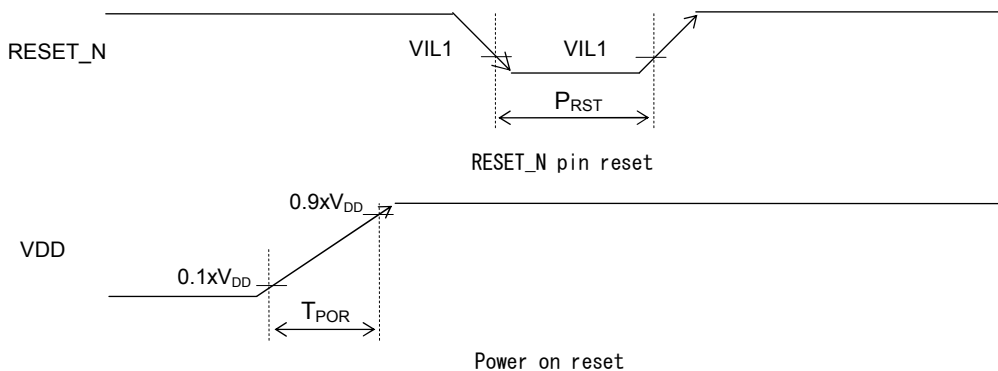 RESET_N
VIL1
VIL1
PRST
RESET_N pin reset
0.9xVDD
VDD
0.1xVDD
TPOR
Power on reset